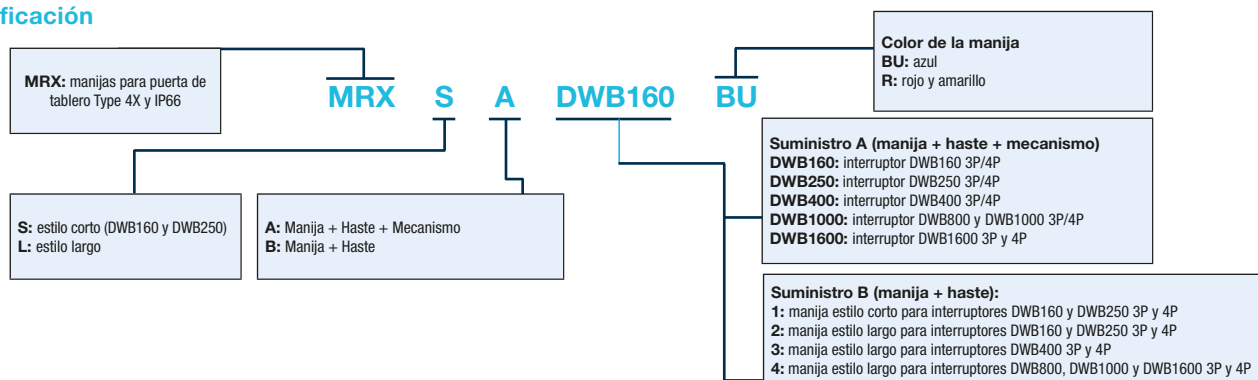 ficación
MRX: manijas para puerta de
tablero Type 4X y IP66
MRX S A DWB160 BU
Color de la manija
BU: azul
R: rojo y amarillo
S: estilo corto (DWB160 y DWB250)
L: estilo largo
A: Manija + Haste + Mecanismo
B: Manija + Haste
Suministro A (manija + haste + mecanismo)
DWB160: interruptor DWB160 3P/4P
DWB250: interruptor DWB250 3P/4P
DWB400: interruptor DWB400 3P/4P
DWB1000: interruptor DWB800 y DWB1000 3P/4P
DWB1600: interruptor DWB1600 3P y 4P
Suministro B (manija + haste):
1: manija estilo corto para interruptores DWB160 y DWB250 3P y 4P
2: manija estilo largo para interruptores DWB160 y DWB250 3P y 4P
3: manija estilo largo para interruptores DWB400 3P y 4P
4: manija estilo largo para interruptores DWB800, DWB1000 y DWB1600 3P y 4P